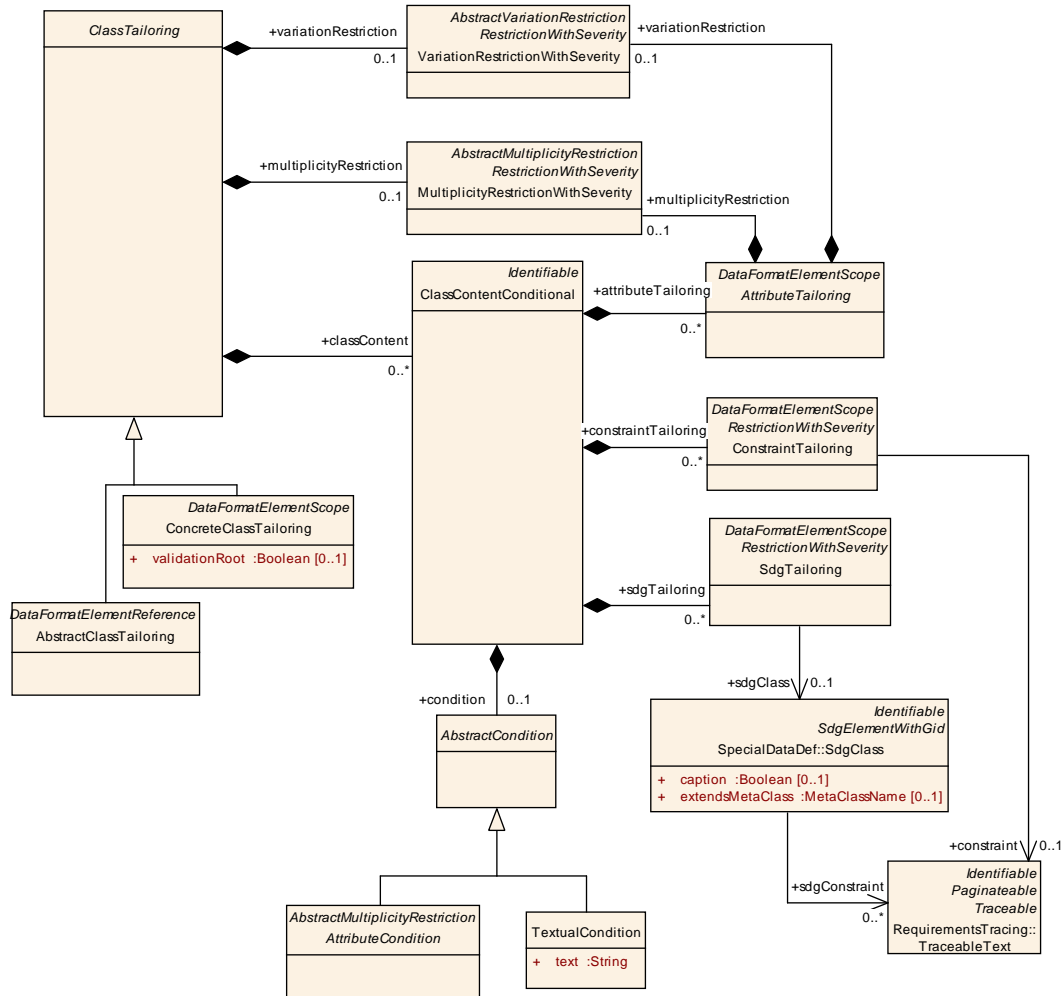 ClassTailoring
+variationRestriction
0..1
AbstractVariationRestriction
RestrictionWithSeverity
VariationRestrictionWithSeverity
+variationRestriction
0..1
+multiplicityRestriction
0..1
AbstractMultiplicityRestriction
RestrictionWithSeverity
MultiplicityRestrictionWithSeverity
+multiplicityRestriction
0..1
Identifiable
ClassContentConditional
+attributeTailoring
0..*
DataFormatElementScope
AttributeTailoring
+classContent
0..*
+constraintTailoring
0..*
DataFormatElementScope
RestrictionWithSeverity
ConstraintTailoring
DataFormatElementScope
ConcreteClassTailoring
+ validationRoot :Boolean [0..1]
DataFormatElementScope
RestrictionWithSeverity
SdgTailoring
+sdgTailoring
0..*
DataFormatElementReference
AbstractClassTailoring
+condition
0..1
+sdgClass
0..1
AbstractCondition
Identifiable
SdgElementWithGid
SpecialDataDef::SdgClass
+ caption :Boolean [0..1]
+ extendsMetaClass :MetaClassName [0..1]
+constraint
0..1
+sdgConstraint
0..*
Identifiable
Paginateable
Traceable
RequirementsTracing::
TraceableText
AbstractMultiplicityRestriction
AttributeCondition
TextualCondition
+ text :String